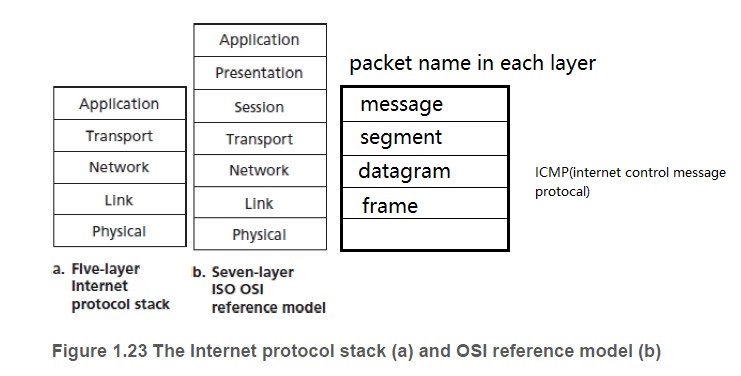 Application
Presentation
Session
Transport
Network
Link
Physical
packet name in each layer
Application
Transport
Network
Link
Physical
message
segment
datagram
frame
ICMP(internet control message
protocal)
a. Five-layer
Internet
protocol stack
b. Seven-layer
ISO OSI
reference model
Figure 1.23 The Internet protocol stack (a) and OSI reference model (b)